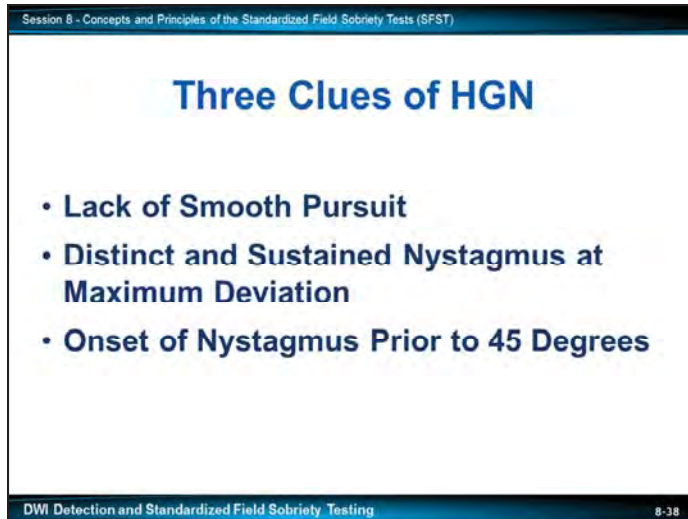 Session 8 - Concepts and Principles of the Standardized Field Sobriety Tests (SFST)
Three Clues of HGN
• Lack of Smooth Pursuit
• Distinct and Sustained Nystagmus at
Maximum Deviation
• Onset of Nystagmus Prior to 45 Degrees
DWI Detection and Standardized Field Sobriety Testing 8-38